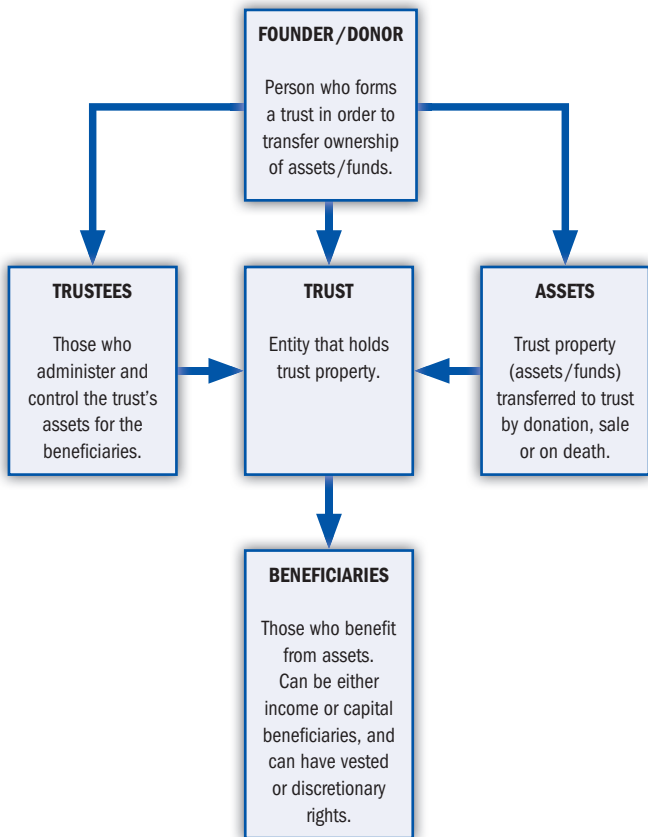 FOUNDER/DONOR
Person who forms
a trust in order to
transfer ownership
of assets/funds.
TRUSTEES
Those who
administer and
control the trust's
assets for the
beneficiaries.
TRUST
Entity that holds
trust property.
ASSETS
Trust property
(assets/funds)
transferred to trust
by donation, sale
or on death.
BENEFICIARIES
Those who benefit
from assets.
Can be either
income or capital
beneficiaries, and
can have vested
or discretionary
rights.